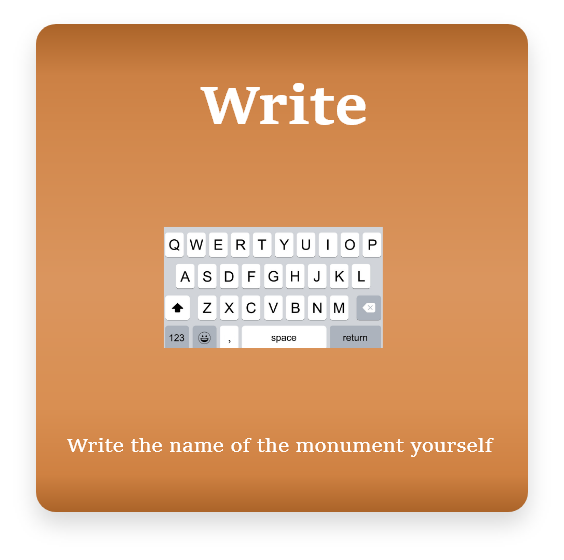 Write
Q W E R T Y U I O P
A S D F G H J K L
Z X C V B N M
123 , space return
Write the name of the monument yourself